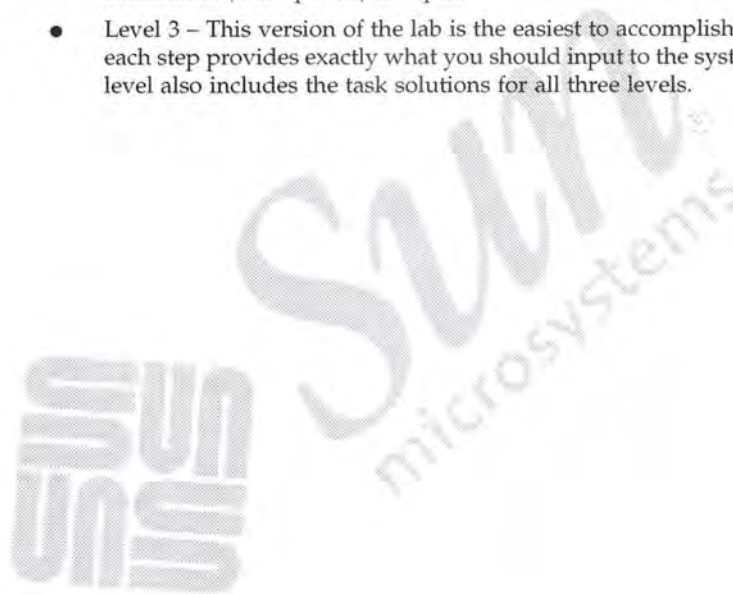 ● Level 3 – This version of the lab is the easiest to accomplish
each step provides exactly what you should input to the syst
level also includes the task solutions for all three levels.
Sun
microsystems